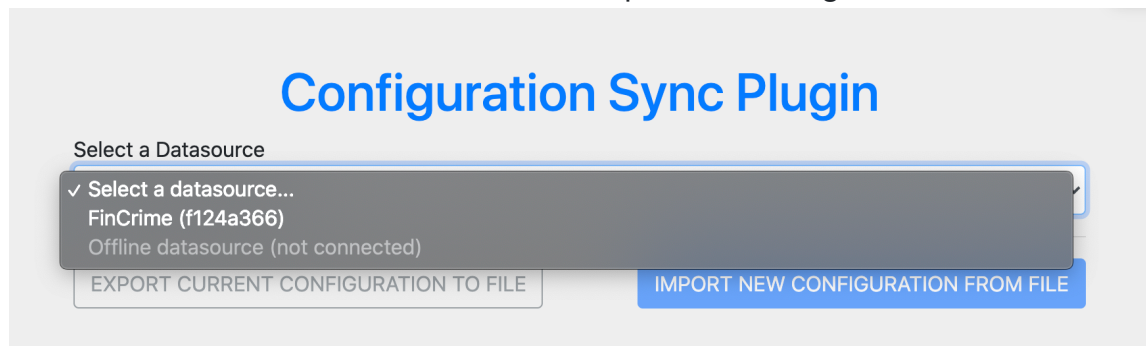 Configuration Sync Plugin
Select a Datasource
✓ Select a datasource...
FinCrime (f124a366)
Offline datasource (not connected)
EXPORT CURRENT CONFIGURATION TO FILE
IMPORT NEW CONFIGURATION FROM FILE